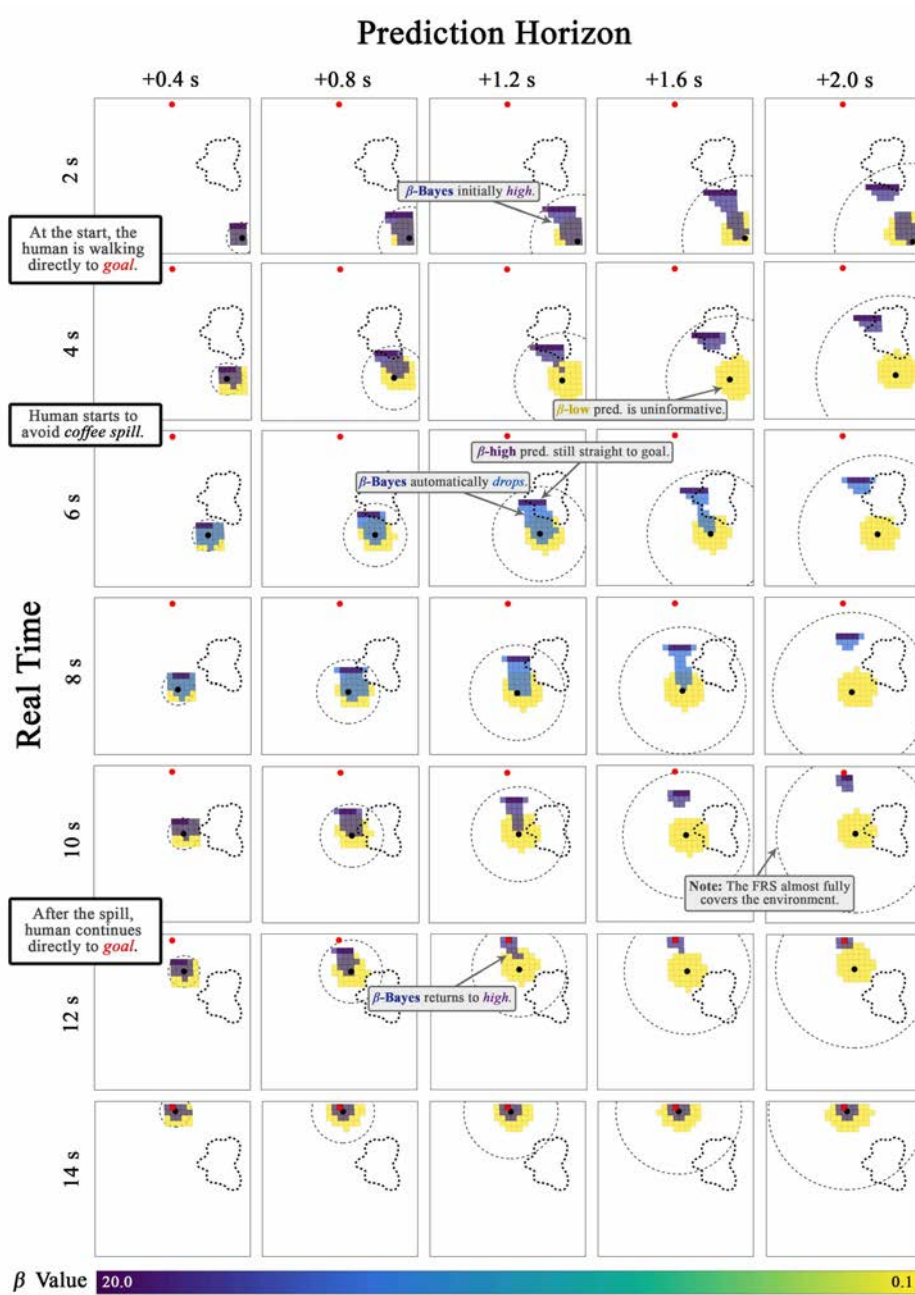 Prediction Horizon
+0.4 s
+0.8 s
+1.2 s
+1.6 s
+2.0 s
Real Time
2 s
β-Bayes initially high.
At the start, the
human is walking
directly to goal.
4 s
β-low pred. is uninformative.
Human starts to
avoid coffee spill.
6 s
β-high pred. still straight to goal.
β-Bayes automatically drops.
8 s
10 s
Note: The FRS almost fully
covers the environment.
After the spill,
human continues
directly to goal.
12 s
β-Bayes returns to high.
14 s
β Value
20.0
0.1